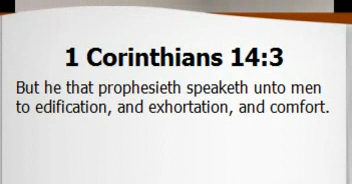 1 Corinthians 14:3
But he that prophesieth speaketh unto men
to edification, and exhortation, and comfort.